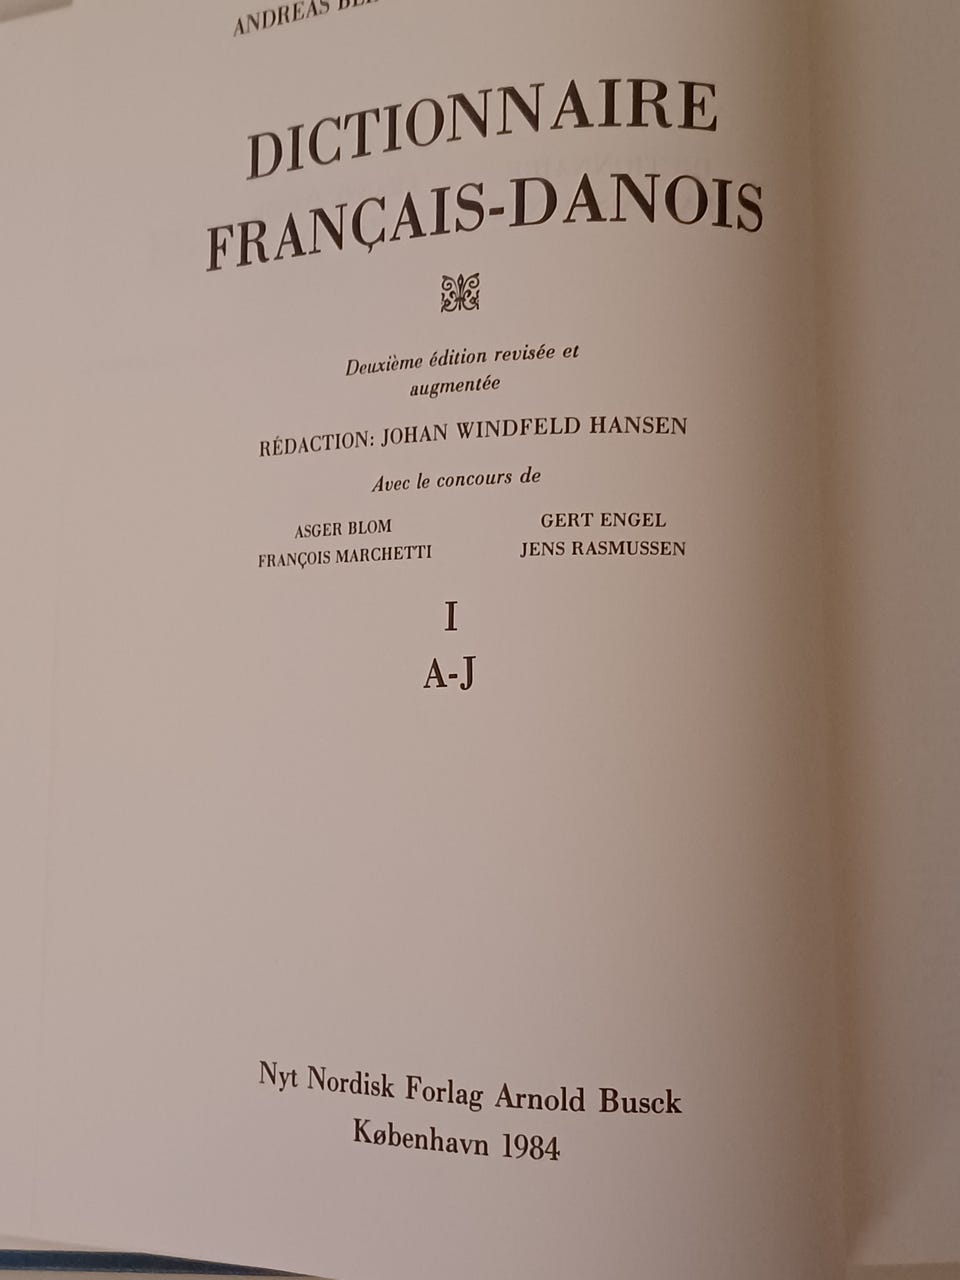 ANDREAS
DICTIONNAIRE
FRANÇAIS-DANOIS
Deuxième édition revisée et
augmentée
RÉDACTION: JOHAN WINDFELD HANSEN
Avec le concours de
ASGER BLOM GERT ENGEL
FRANÇOIS MARCHETTI JENS RASMUSSEN
I
A-J
Nyt Nordisk Forlag Arnold Busck
København 1984